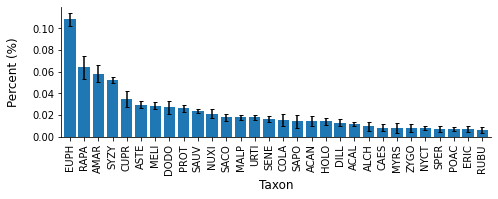 Percent (%)
0.10
0.08
0.06
0.04
0.02
0.00
EUPH RAPA AMAR SYZY CUPR ASTE MELI DODO PROT SAUV NUXI SACO MALP URTI SENE COLA SAPO ACAN HOLO DILL ACAL ALCH CAES MYRS ZYGO NYCT SPER POAC ERIC RUBU
Taxon